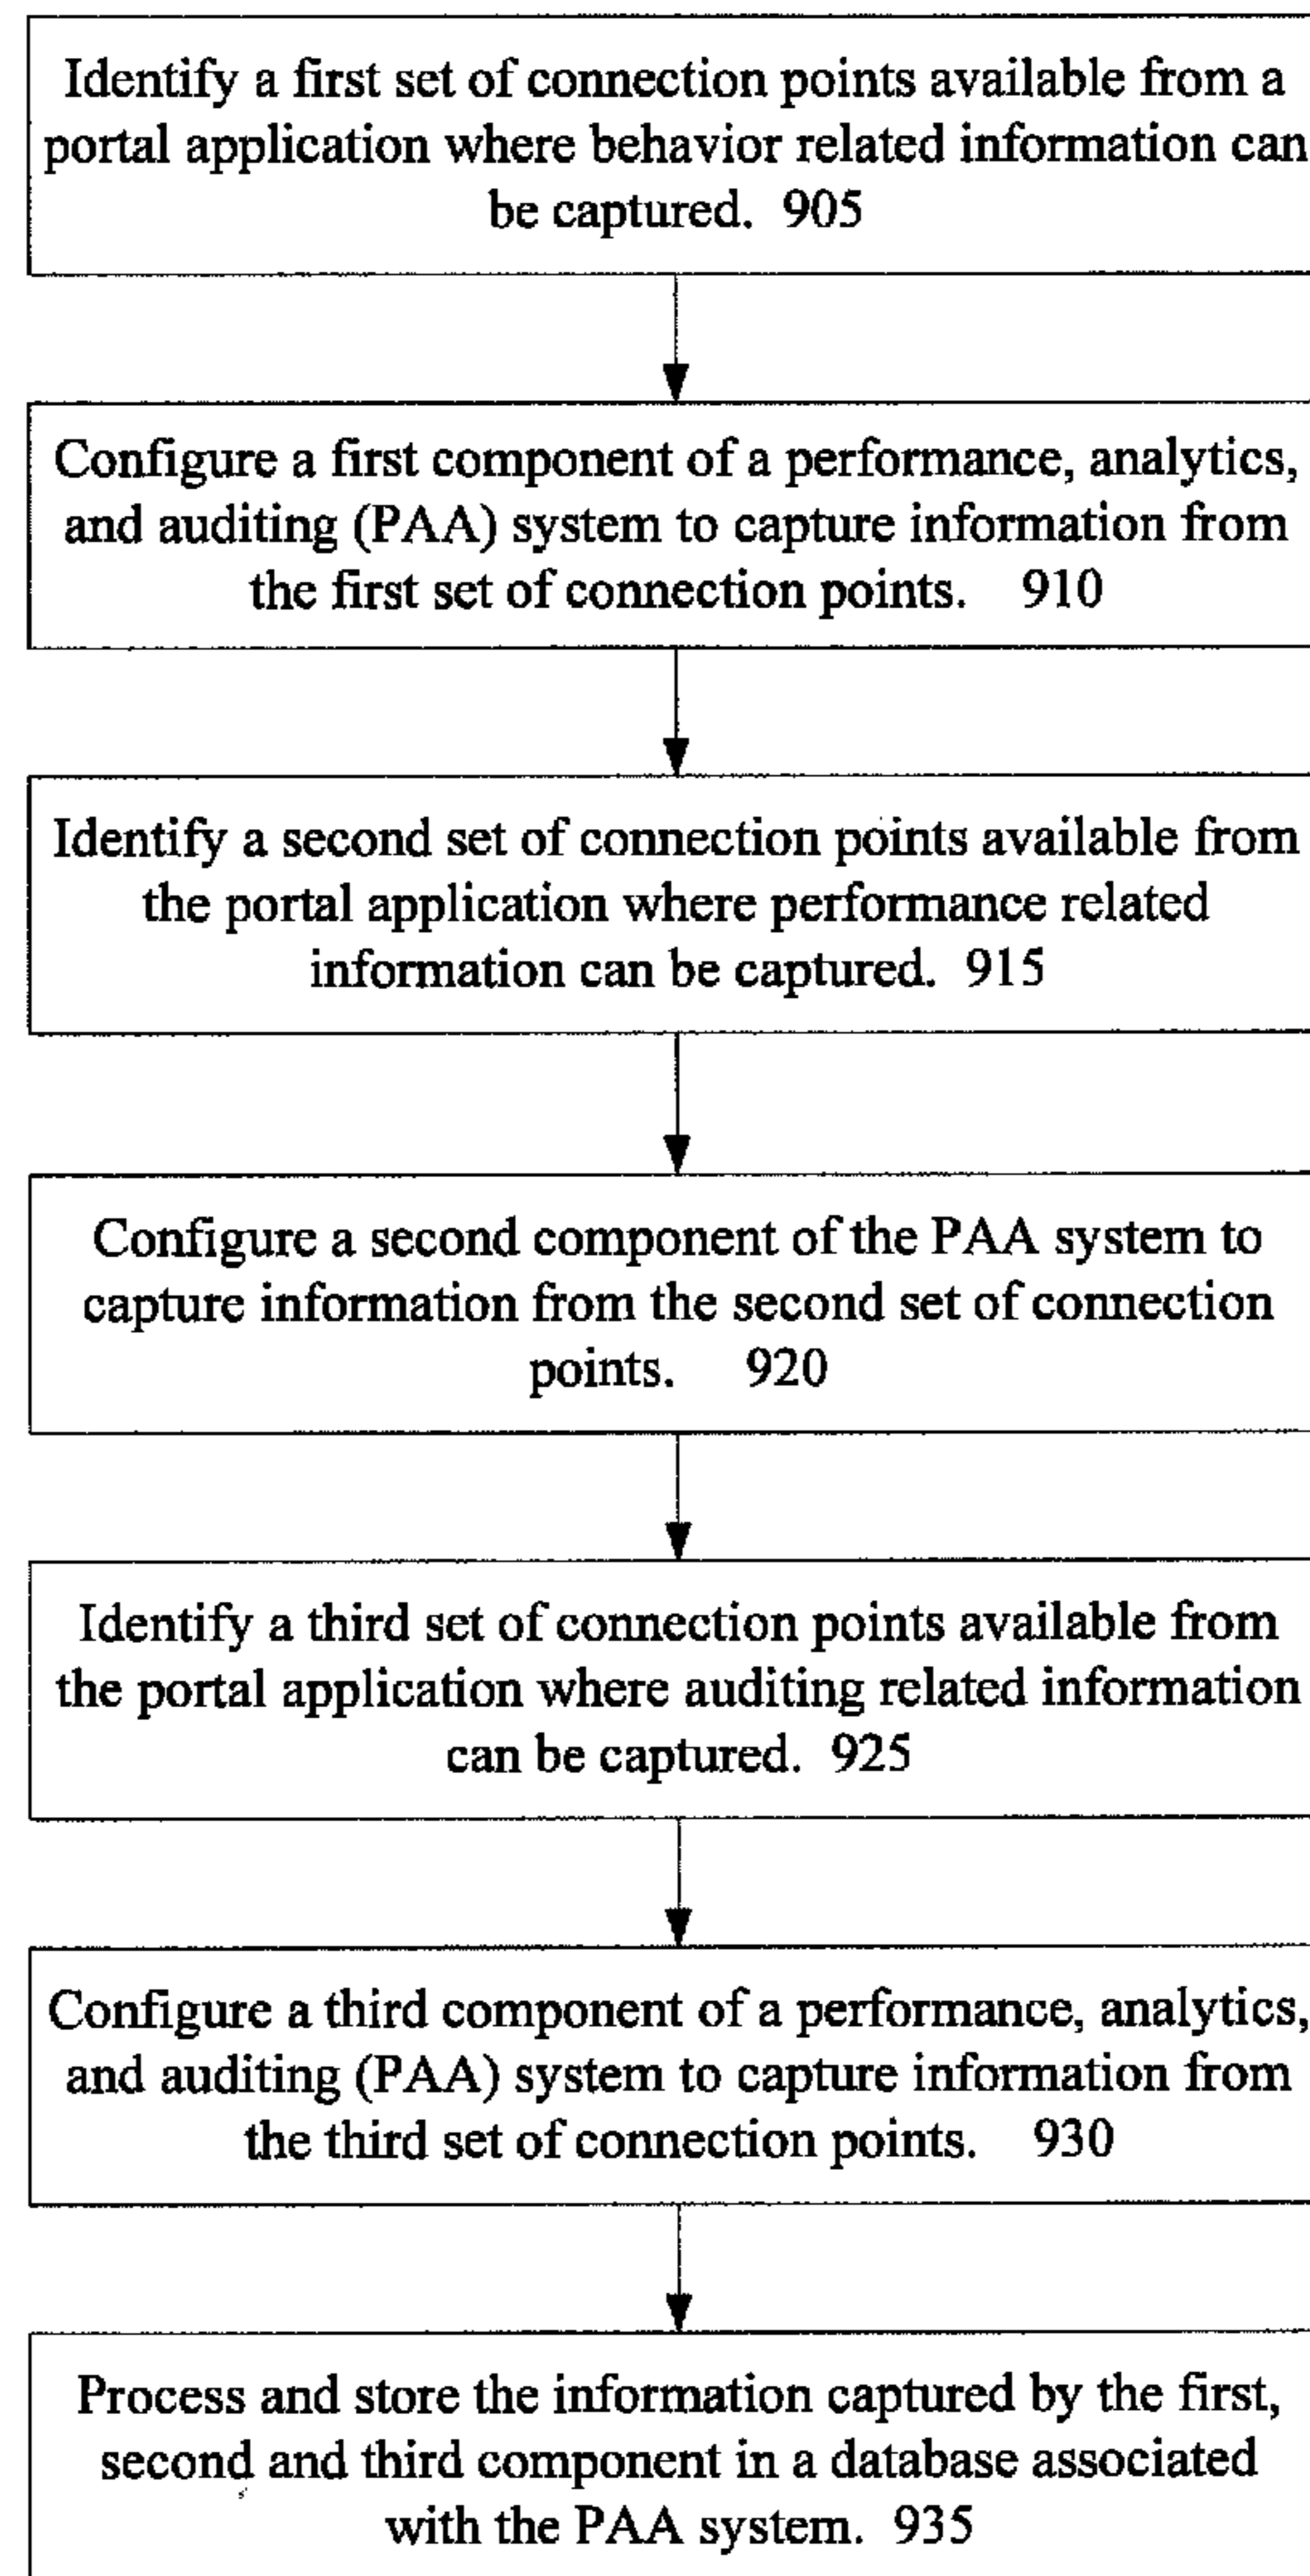 Identify a first set of connection points available from a
portal application where behavior related information can
be captured. 905
Configure a first component of a performance, analytics,
and auditing (PAA) system to capture information from
the first set of connection points. 910
Identify a second set of connection points available from
the portal application where performance related
information can be captured. 915
Configure a second component of the PAA system to
capture information from the second set of connection
points. 920
Identify a third set of connection points available from
the portal application where auditing related information
can be captured. 925
Configure a third component of a performance, analytics,
and auditing (PAA) system to capture information from
the third set of connection points. 930
Process and store the information captured by the first,
second and third component in a database associated
with the PAA system. 935